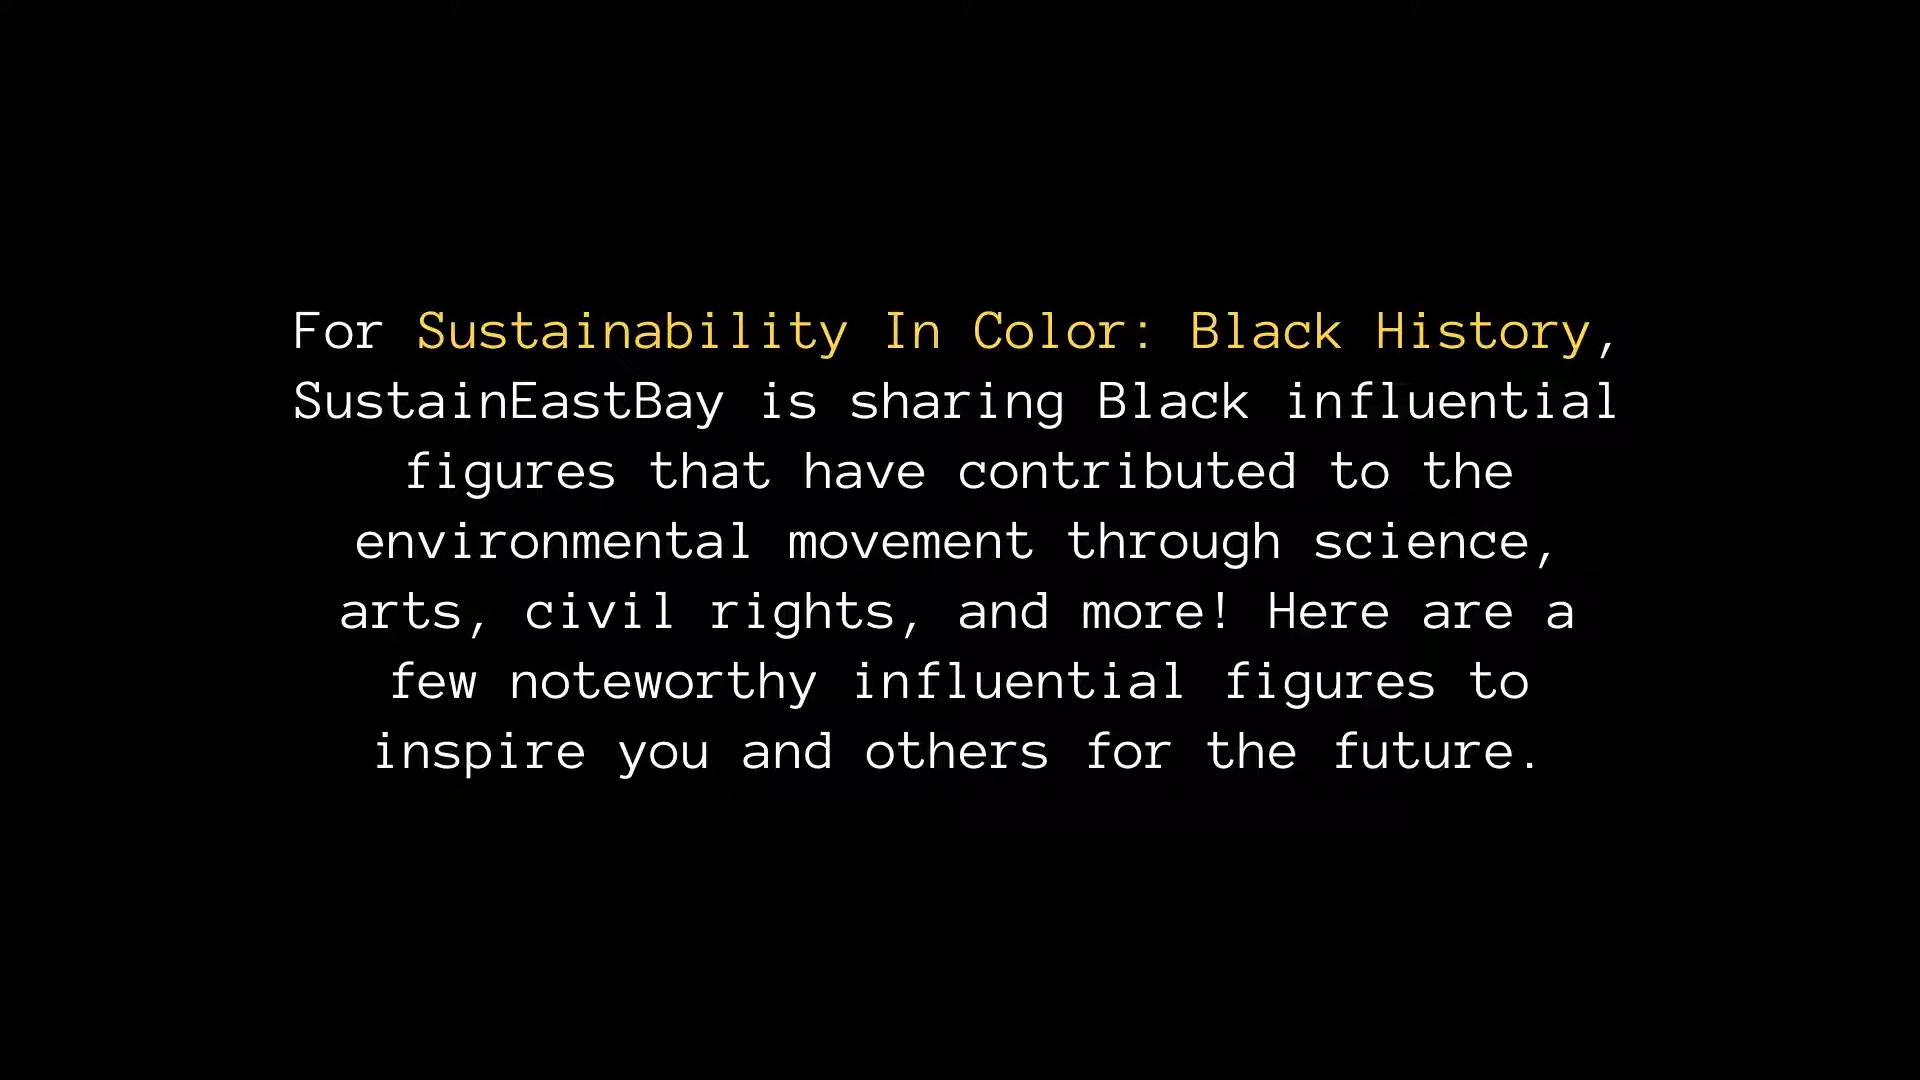 For Sustainability In Color: Black History,
SustainEastBay is sharing Black influential
figures that have contributed to the
environmental movement through science,
arts, civil rights, and more! Here are a
few noteworthy influential figures to
inspire you and others for the future.